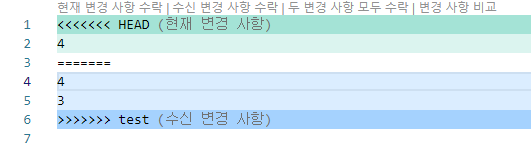 현재 변경 사항 수락 | 수신 변경 사항 수락 | 두 변경 사항 모두 수락 | 변경 사항 비교
1 <<<<<<< HEAD (현재 변경 사항)
2 4
3 =======
4 4
5 3
6 >>>>>>> test (수신 변경 사항)
7